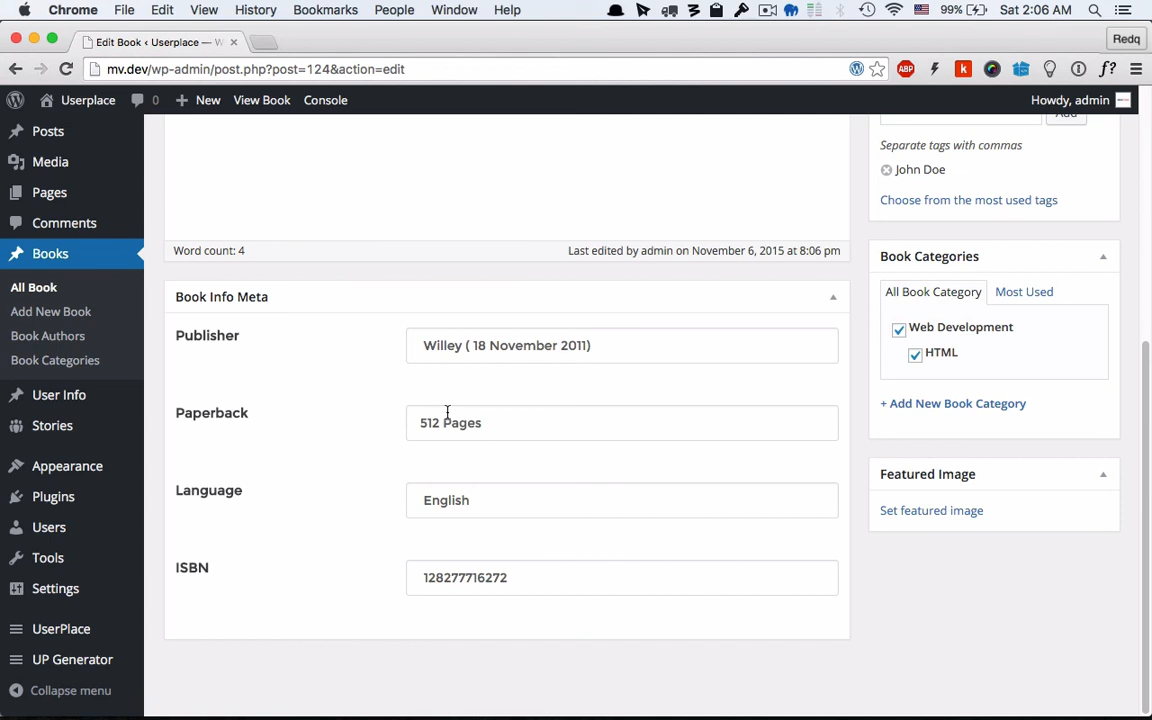 Chrome File Edit View History Bookmarks People Window Help 99% Sat 2:06 AM
Edit Book ‹ Userplace — W
Redq
mv.dev/wp-admin/post.php?post=124&action=edit
ABP k f?
Userplace 0 New View Book Console Howdy, admin
Posts
Media
Pages
Comments
Books
All Book
Add New Book
Book Authors
Book Categories
User Info
Stories
Appearance
Plugins
Users
Tools
Settings
UserPlace
UP Generator
Collapse menu
Word count: 4 Last edited by admin on November 6, 2015 at 8:06 pm
Book Info Meta
Publisher Willey ( 18 November 2011)
Paperback 512 Pages
Language English
ISBN 128277716272
Add
Separate tags with commas
John Doe
Choose from the most used tags
Book Categories
All Book Category Most Used
Web Development
HTML
+ Add New Book Category
Featured Image
Set featured image